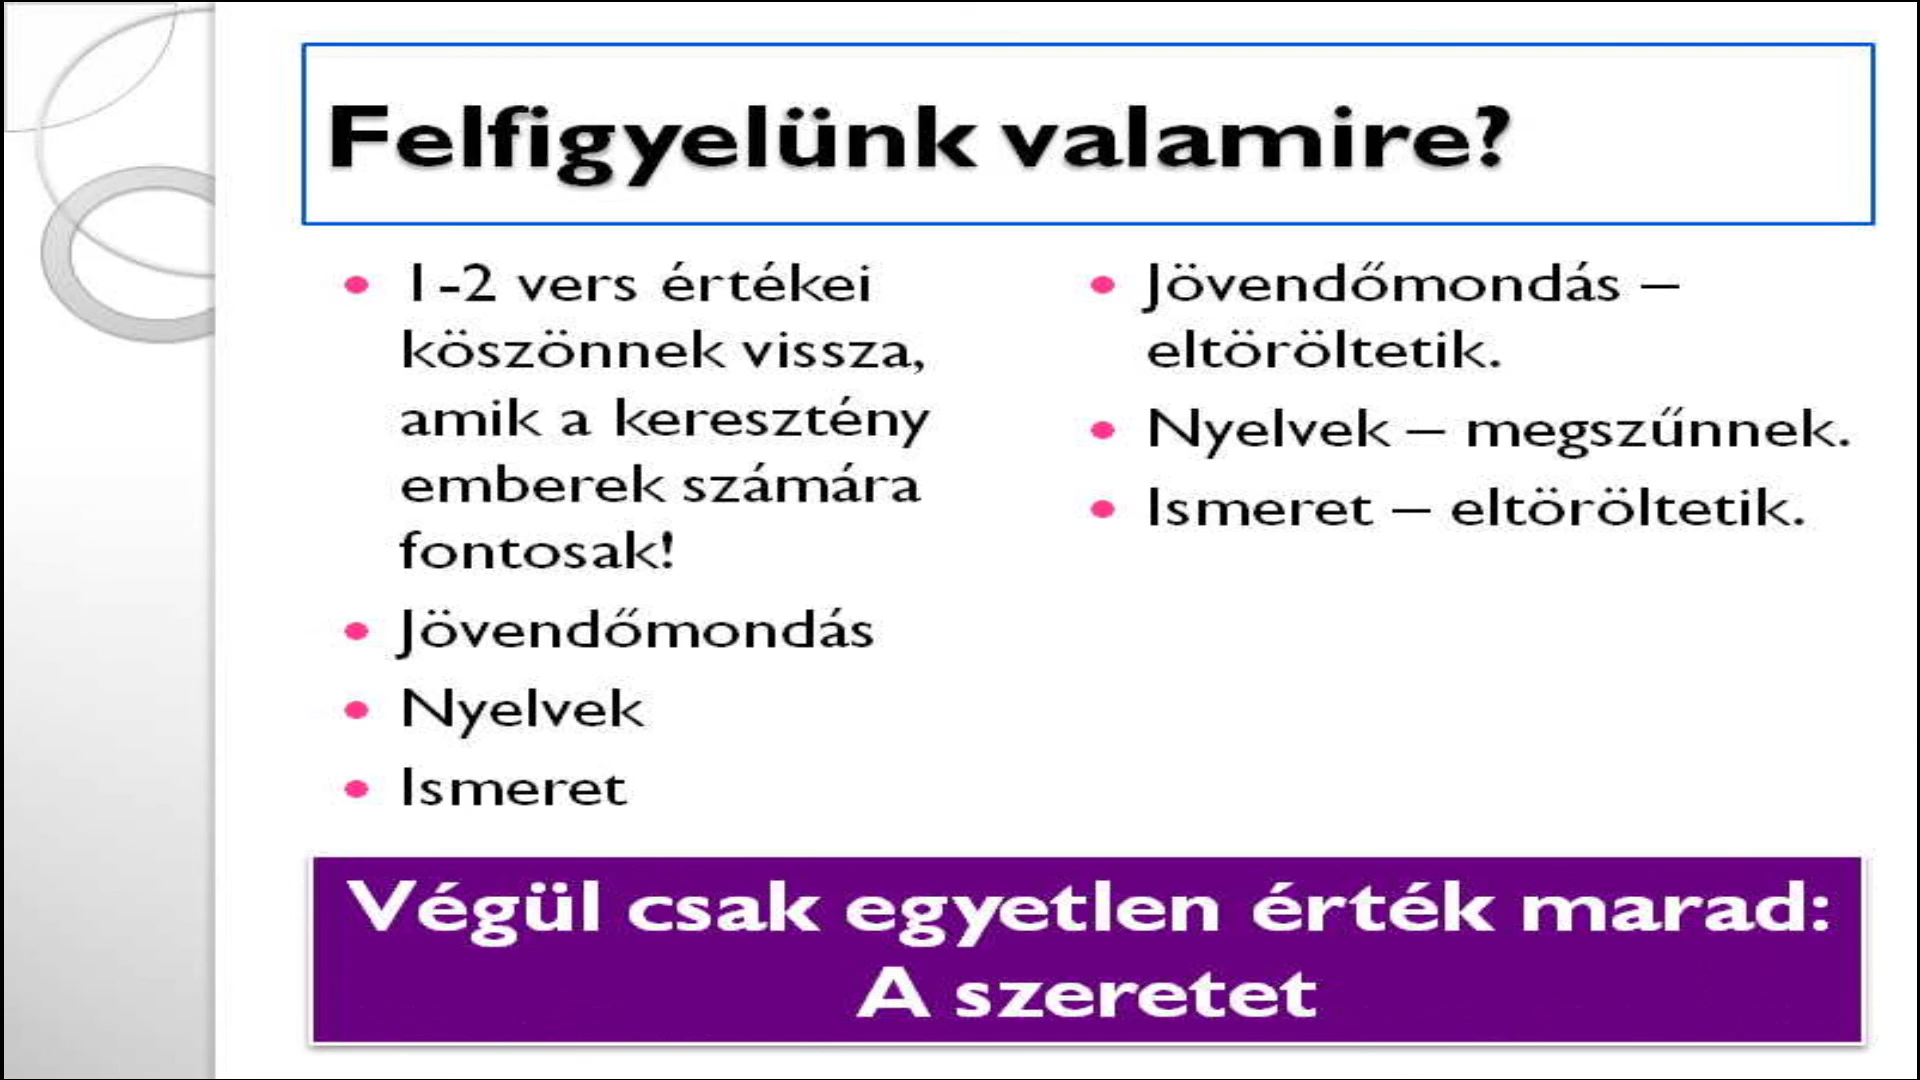 Felfigyelünk valamire?
• 1-2 vers értékei
köszönnek vissza,
amik a keresztény
emberek számára
fontosak!
• Jövendőmondás
• Nyelvek
• Ismeret
• Jövendőmondás –
eltöröltetik.
• Nyelvek – megszűnnek.
• Ismeret – eltöröltetik.
Végül csak egyetlen érték marad:
A szeretet